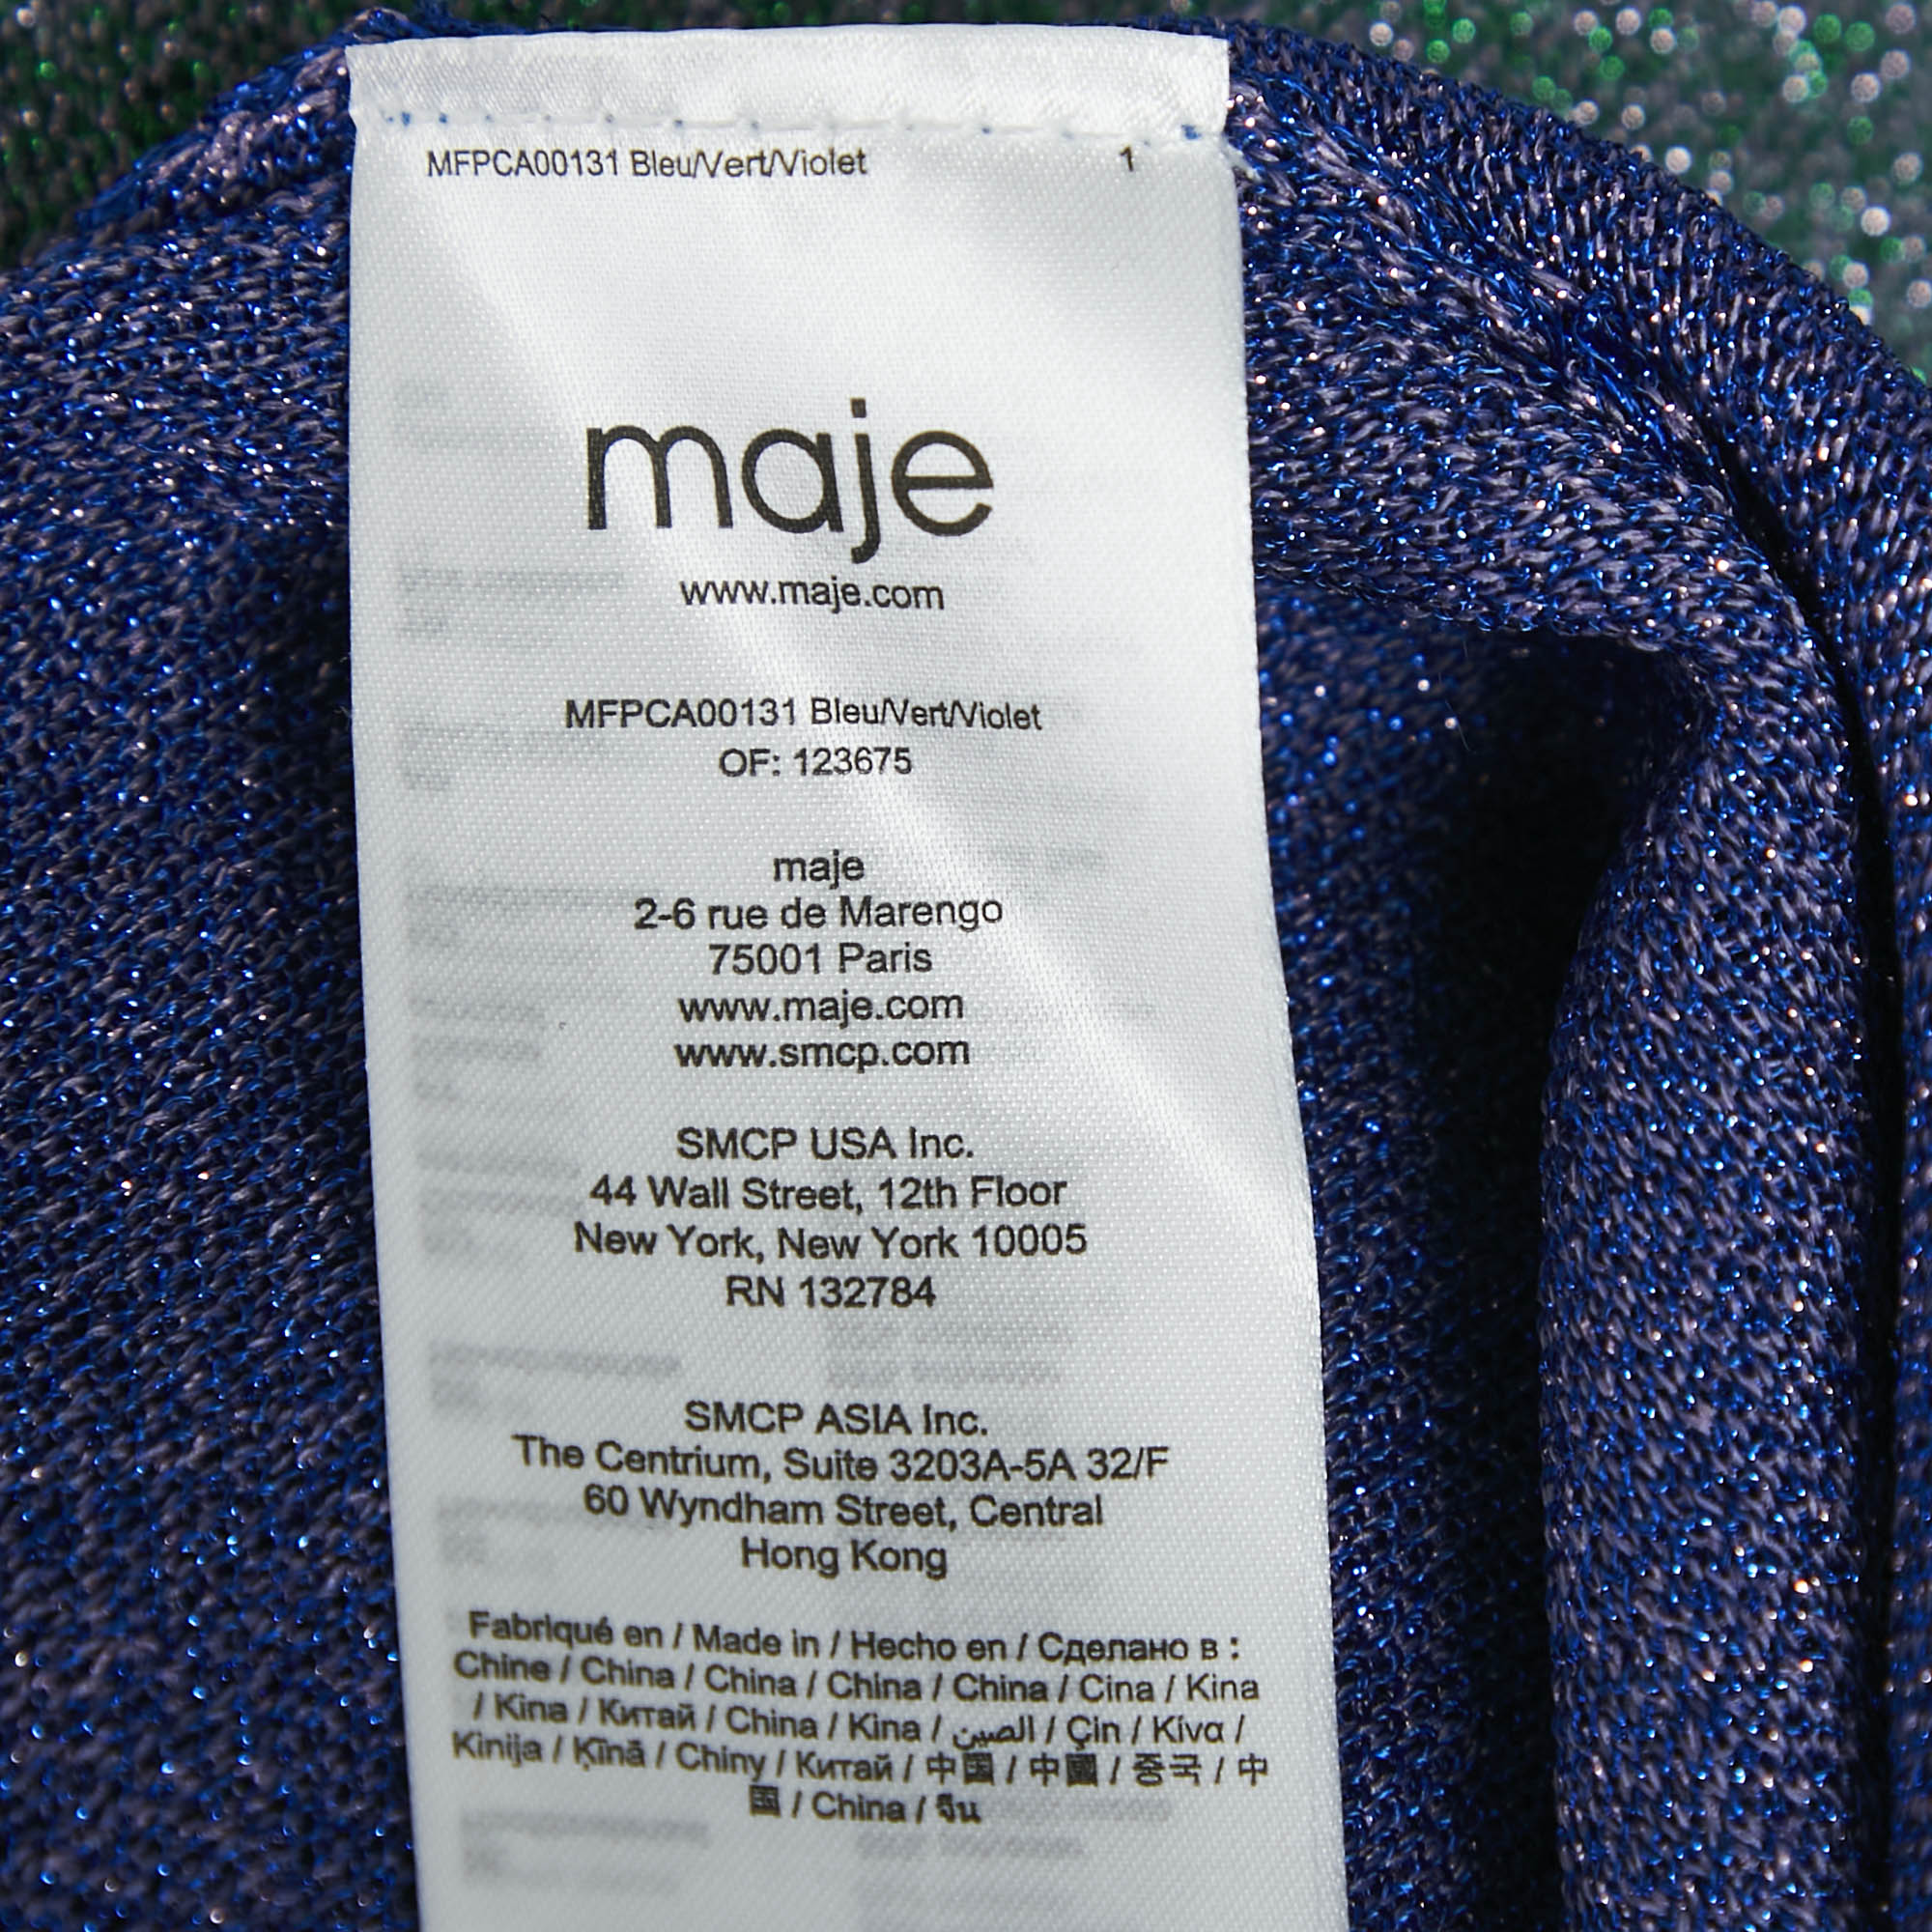 MFPCA00131 Bleu/Vert/Violet 1
maje
www.maje.com
MFPCA00131 Bleu/Vert/Violet
OF: 123675
maje
2-6 rue de Marengo
75001 Paris
www.maje.com
www.smcp.com
SMCP USA Inc.
44 Wall Street, 12th Floor
New York, New York 10005
RN 132784
SMCP ASIA Inc.
The Centrium, Suite 3203A-5A 32/F
60 Wyndham Street, Central
Hong Kong
Fabriqué en / Made in / Hecho en / Сделано в :
Chine / China / China / China / China / Cina / Kina
/ Kina / Китай / China / Kina / الصين / Çin / Κίνα /
Kinija / Ķīnā / Chiny / Китай / 中国 / 中國 / 중국 / 中
国 / China / จีน